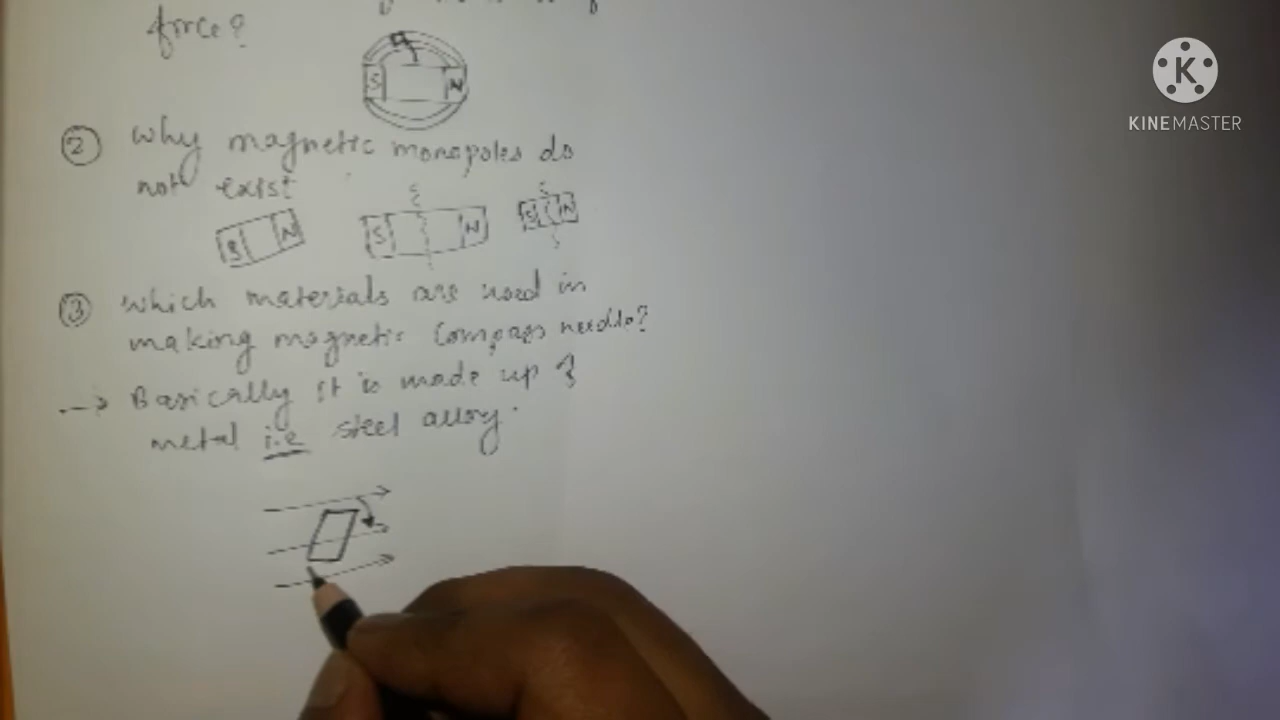 force?
S N
② Why magnetic monopoles do
not exist
S N S N S N
③ Which materials are used in
making magnetic Compass needle?
--> Basically it is made up of
metal i.e steel alloy.
K
KINEMASTER